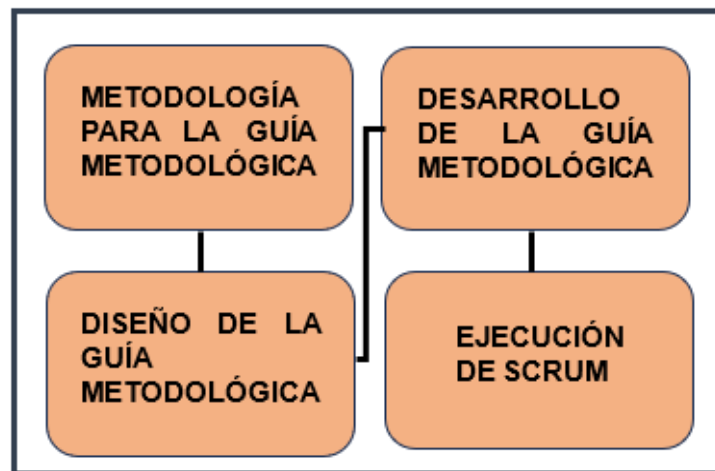 METODOLOGÍA
PARA LA GUÍA
METODOLÓGICA
DISEÑO DE LA
GUÍA
METODOLÓGICA
DESARROLLO
DE LA GUÍA
METODOLÓGICA
EJECUCIÓN
DE SCRUM